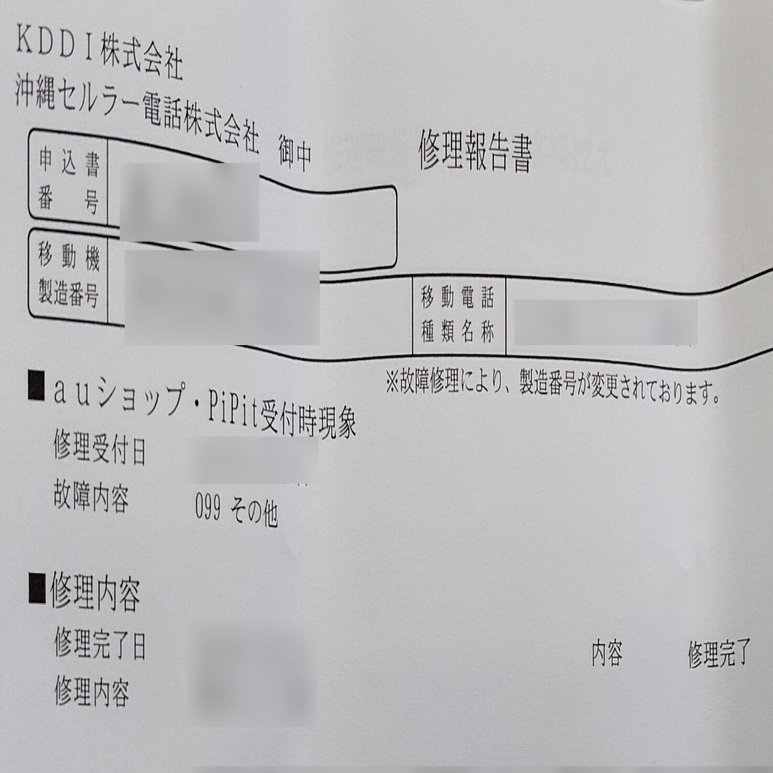 KDDI株式会社
沖縄セルラー電話株式会社 御中
修理報告書
申込書
番号
移動機
製造番号
移動電話
種類名称
※故障修理により、製造番号が変更されております。
■auショップ・PiPit受付時現象
修理受付日
故障内容 099 その他
■修理内容
修理完了日
内容 修理完了
修理内容